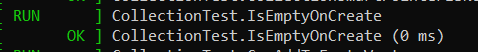 [ RUN      ] CollectionTest.IsEmptyOnCreate
[       OK ] CollectionTest.IsEmptyOnCreate (0 ms)